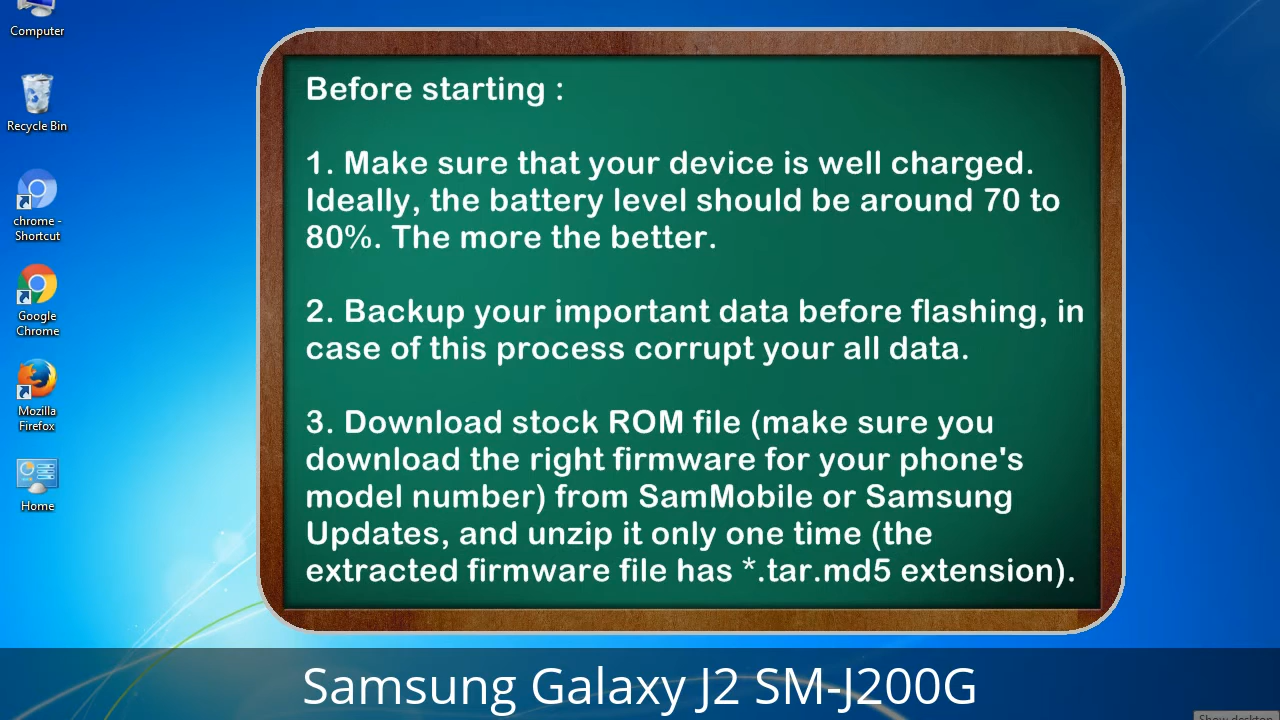 Computer
Recycle Bin
chrome -
Shortcut
Google
Chrome
Mozilla
Firefox
Home
Before starting :
1. Make sure that your device is well charged.
Ideally, the battery level should be around 70 to
80%. The more the better.
2. Backup your important data before flashing, in
case of this process corrupt your all data.
3. Download stock ROM file (make sure you
download the right firmware for your phone's
model number) from SamMobile or Samsung
Updates, and unzip it only one time (the
extracted firmware file has *.tar.md5 extension).
Samsung Galaxy J2 SM-J200G
Show desktop